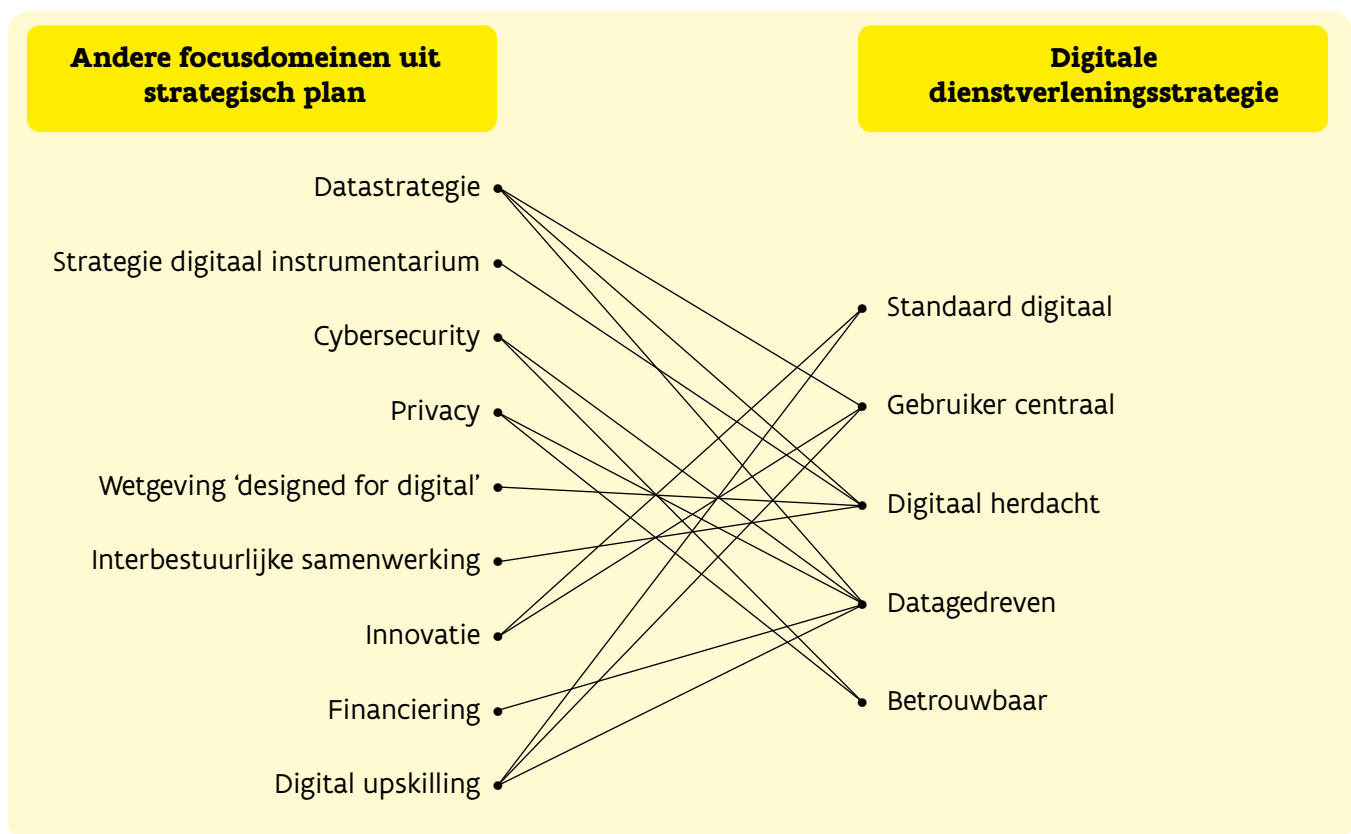 Andere focusdomeinen uit
strategisch plan
Datastrategie
Strategie digitaal instrumentarium
Cybersecurity
Privacy
Wetgeving ‘designed for digital’
Interbestuurlijke samenwerking
Innovatie
Financiering
Digital upskilling
Digitale
dienstverleningsstrategie
Standaard digitaal
Gebruiker centraal
Digitaal herdacht
Datagedreven
Betrouwbaar